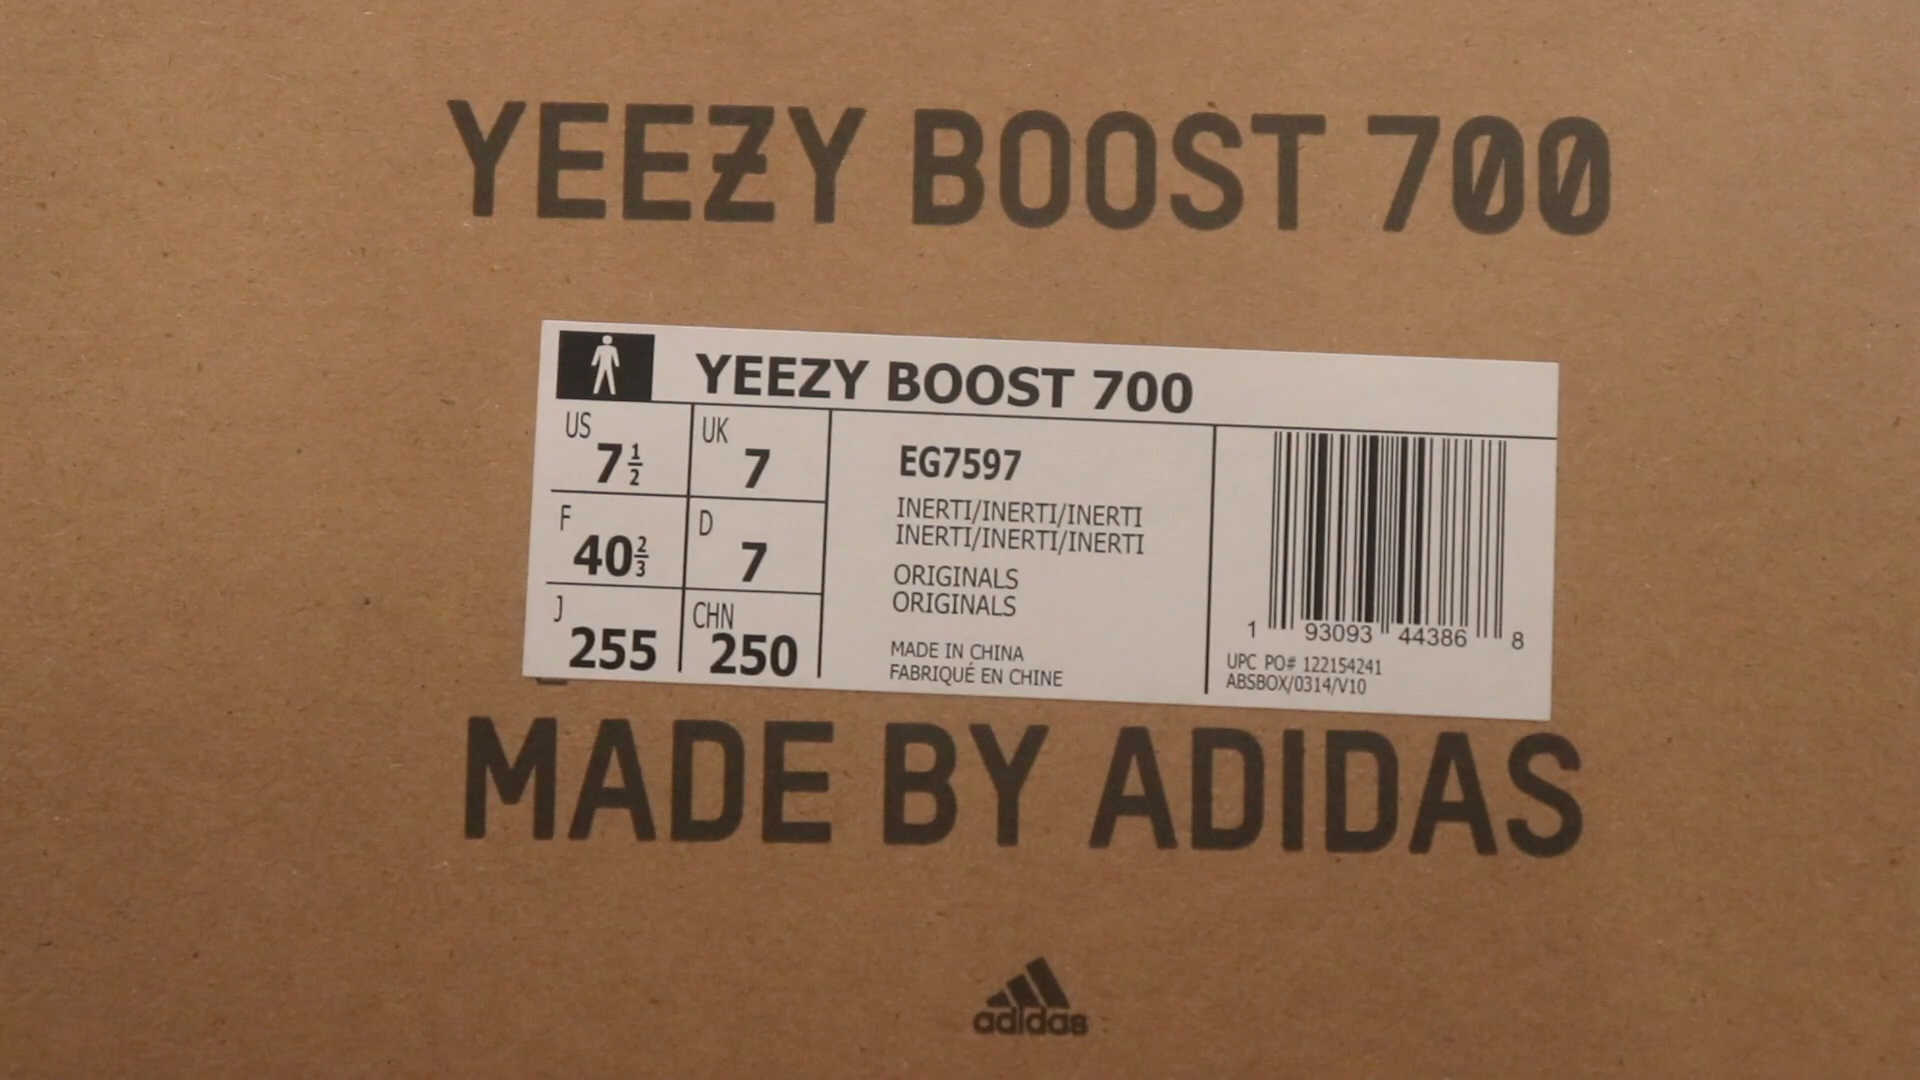 YEEZY BOOST 700
YEEZY BOOST 700
US 7 1/2 UK 7
F 40 2/3 D 7
J 255 CHN 250
EG7597
INERTI/INERTI/INERTI
INERTI/INERTI/INERTI
ORIGINALS
ORIGINALS
MADE IN CHINA
FABRIQUÉ EN CHINE
1 93093 44386 8
UPC PO# 122154241
ABSBOX/0314/V10
MADE BY ADIDAS
adidas